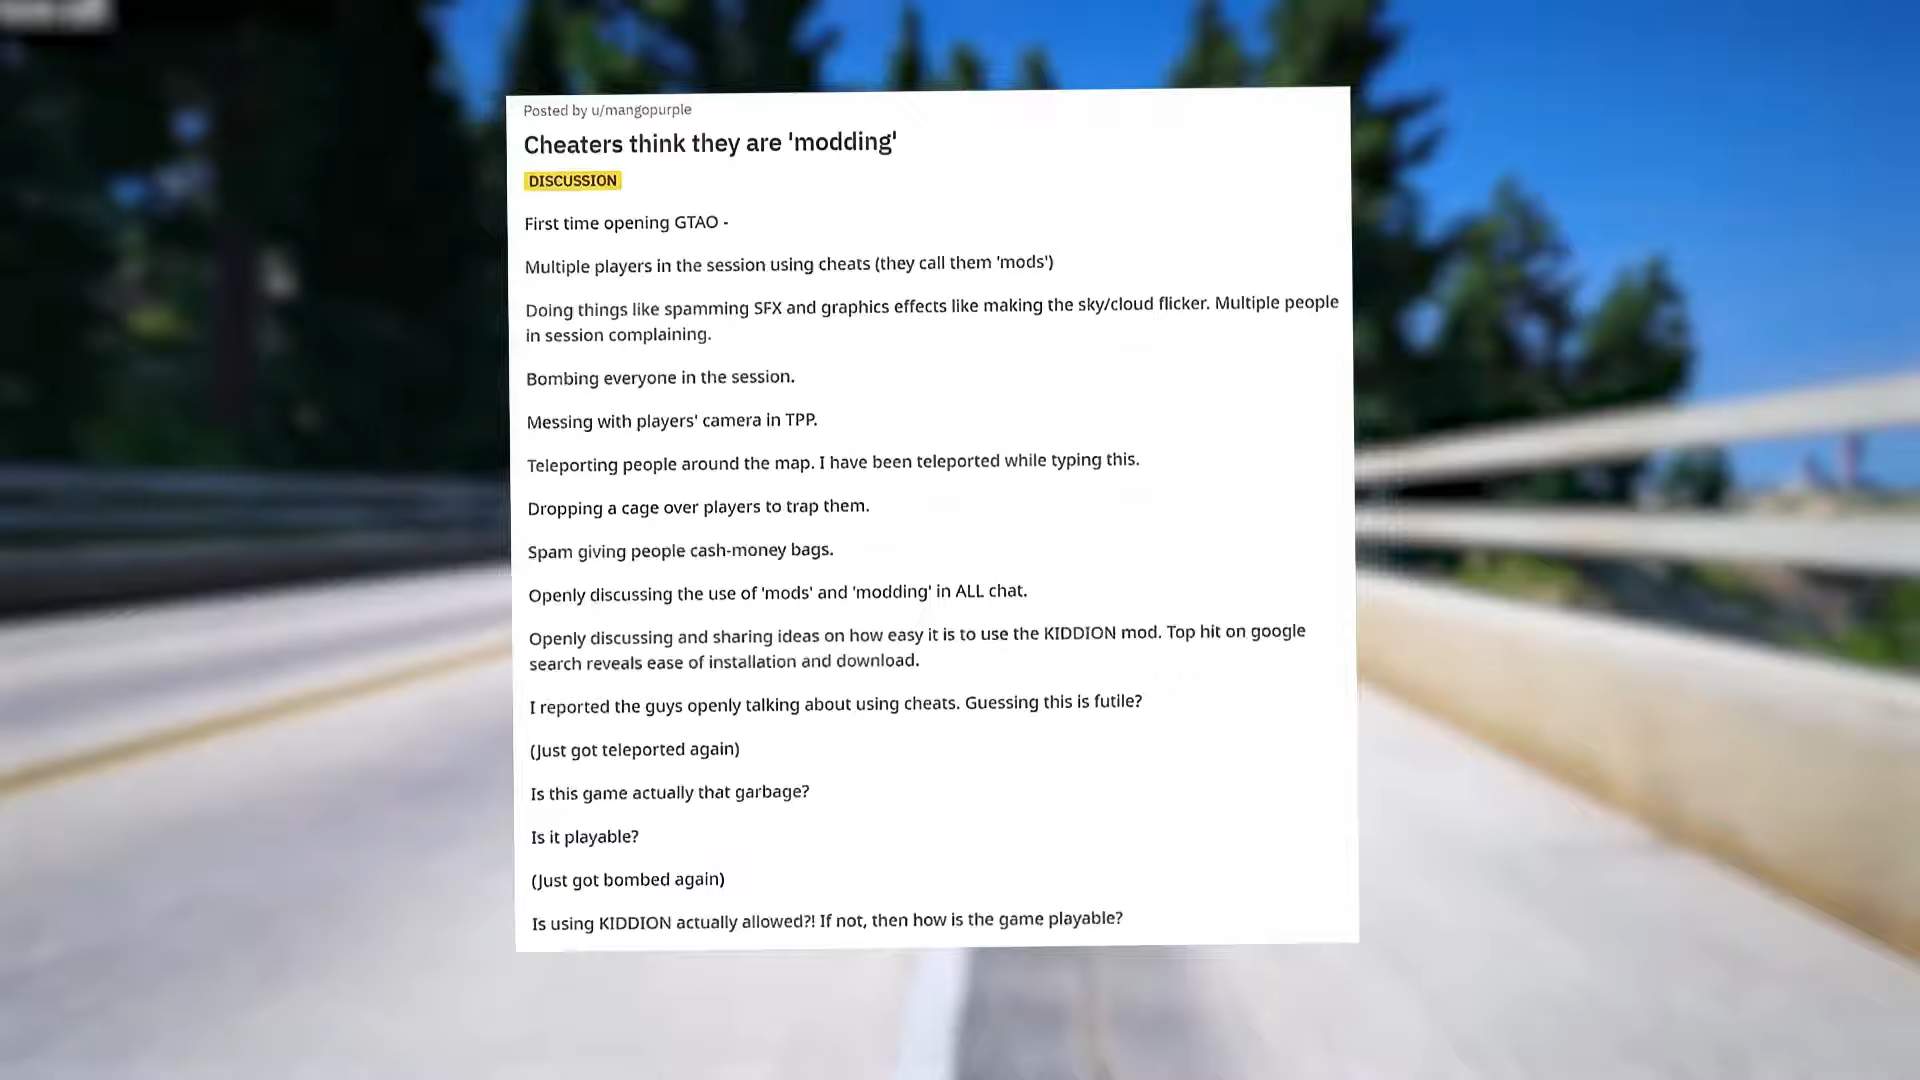 Posted by u/mangopurple
Cheaters think they are 'modding'
DISCUSSION
First time opening GTAO -
Multiple players in the session using cheats (they call them 'mods')
Doing things like spamming SFX and graphics effects like making the sky/cloud flicker. Multiple people
in session complaining.
Bombing everyone in the session.
Messing with players' camera in TPP.
Teleporting people around the map. I have been teleported while typing this.
Dropping a cage over players to trap them.
Spam giving people cash-money bags.
Openly discussing the use of 'mods' and 'modding' in ALL chat.
Openly discussing and sharing ideas on how easy it is to use the KIDDION mod. Top hit on google
search reveals ease of installation and download.
I reported the guys openly talking about using cheats. Guessing this is futile?
(Just got teleported again)
Is this game actually that garbage?
Is it playable?
(Just got bombed again)
Is using KIDDION actually allowed?! If not, then how is the game playable?